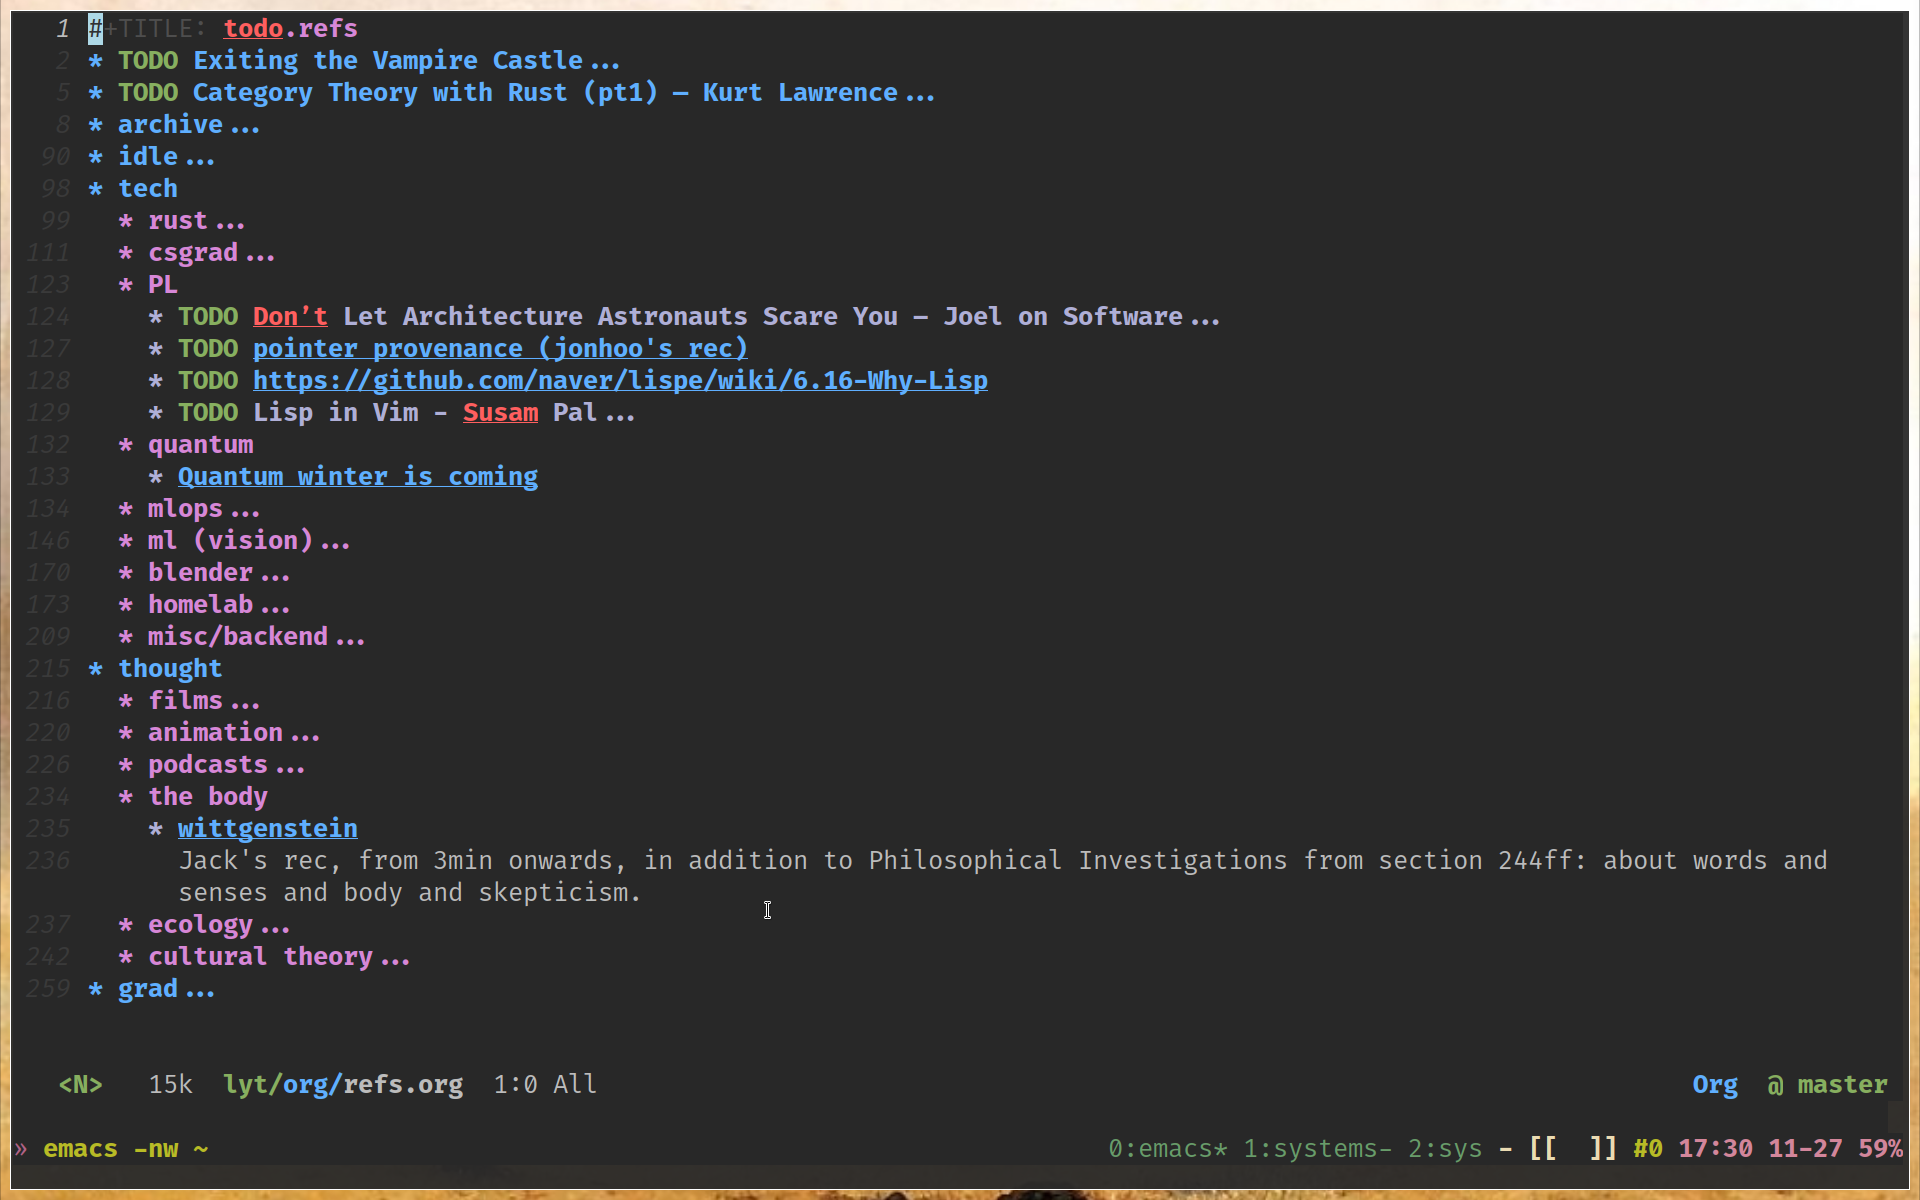 1 #+TITLE: todo.refs
2 * TODO Exiting the Vampire Castle...
5 * TODO Category Theory with Rust (pt1) — Kurt Lawrence...
8 * archive...
90 * idle...
98 * tech
99 * rust...
111 * csgrad...
123 * PL
124 * TODO Don’t Let Architecture Astronauts Scare You – Joel on Software...
127 * TODO pointer provenance (jonhoo's rec)
128 * TODO https://github.com/naver/lispe/wiki/6.16-Why-Lisp
129 * TODO Lisp in Vim - Susam Pal...
132 * quantum
133 * Quantum winter is coming
134 * mlops...
146 * ml (vision)...
170 * blender...
173 * homelab...
209 * misc/backend...
215 * thought
216 * films...
220 * animation...
226 * podcasts...
234 * the body
235 * wittgenstein
236 Jack's rec, from 3min onwards, in addition to Philosophical Investigations from section 244ff: about words and
senses and body and skepticism.
237 * ecology...
242 * cultural theory...
259 * grad...
<N> 15k lyt/org/refs.org 1:0 All Org @ master
» emacs -nw ~ 0:emacs* 1:systems- 2:sys - [[ ]] #0 17:30 11-27 59%